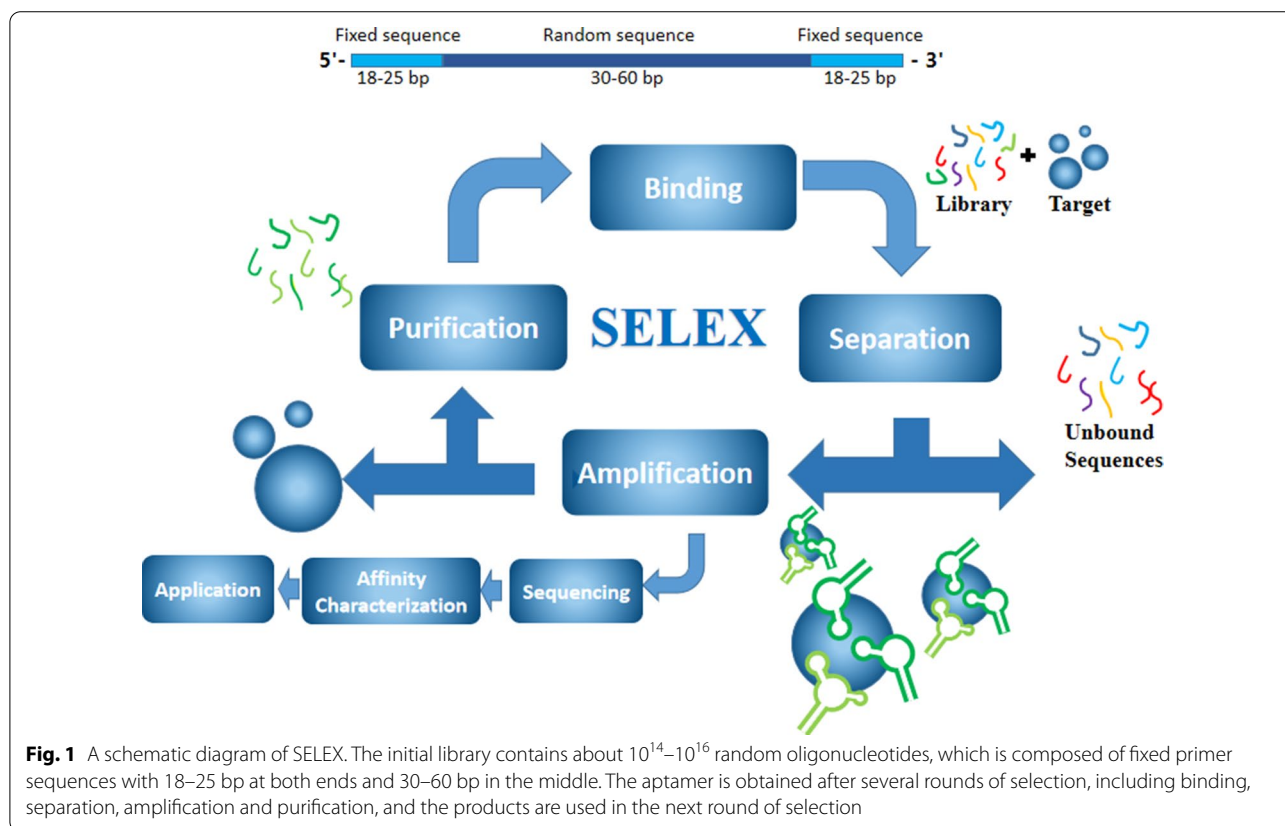 Fixed sequence Random sequence Fixed sequence
5'- - 3'
18-25 bp 30-60 bp 18-25 bp
Binding
Library + Target
Purification
SELEX
Separation
Unbound
Sequences
Amplification
Application
Affinity
Characterization
Sequencing
Fig. 1 A schematic diagram of SELEX. The initial library contains about 10¹⁴–10¹⁶ random oligonucleotides, which is composed of fixed primer
sequences with 18–25 bp at both ends and 30–60 bp in the middle. The aptamer is obtained after several rounds of selection, including binding,
separation, amplification and purification, and the products are used in the next round of selection